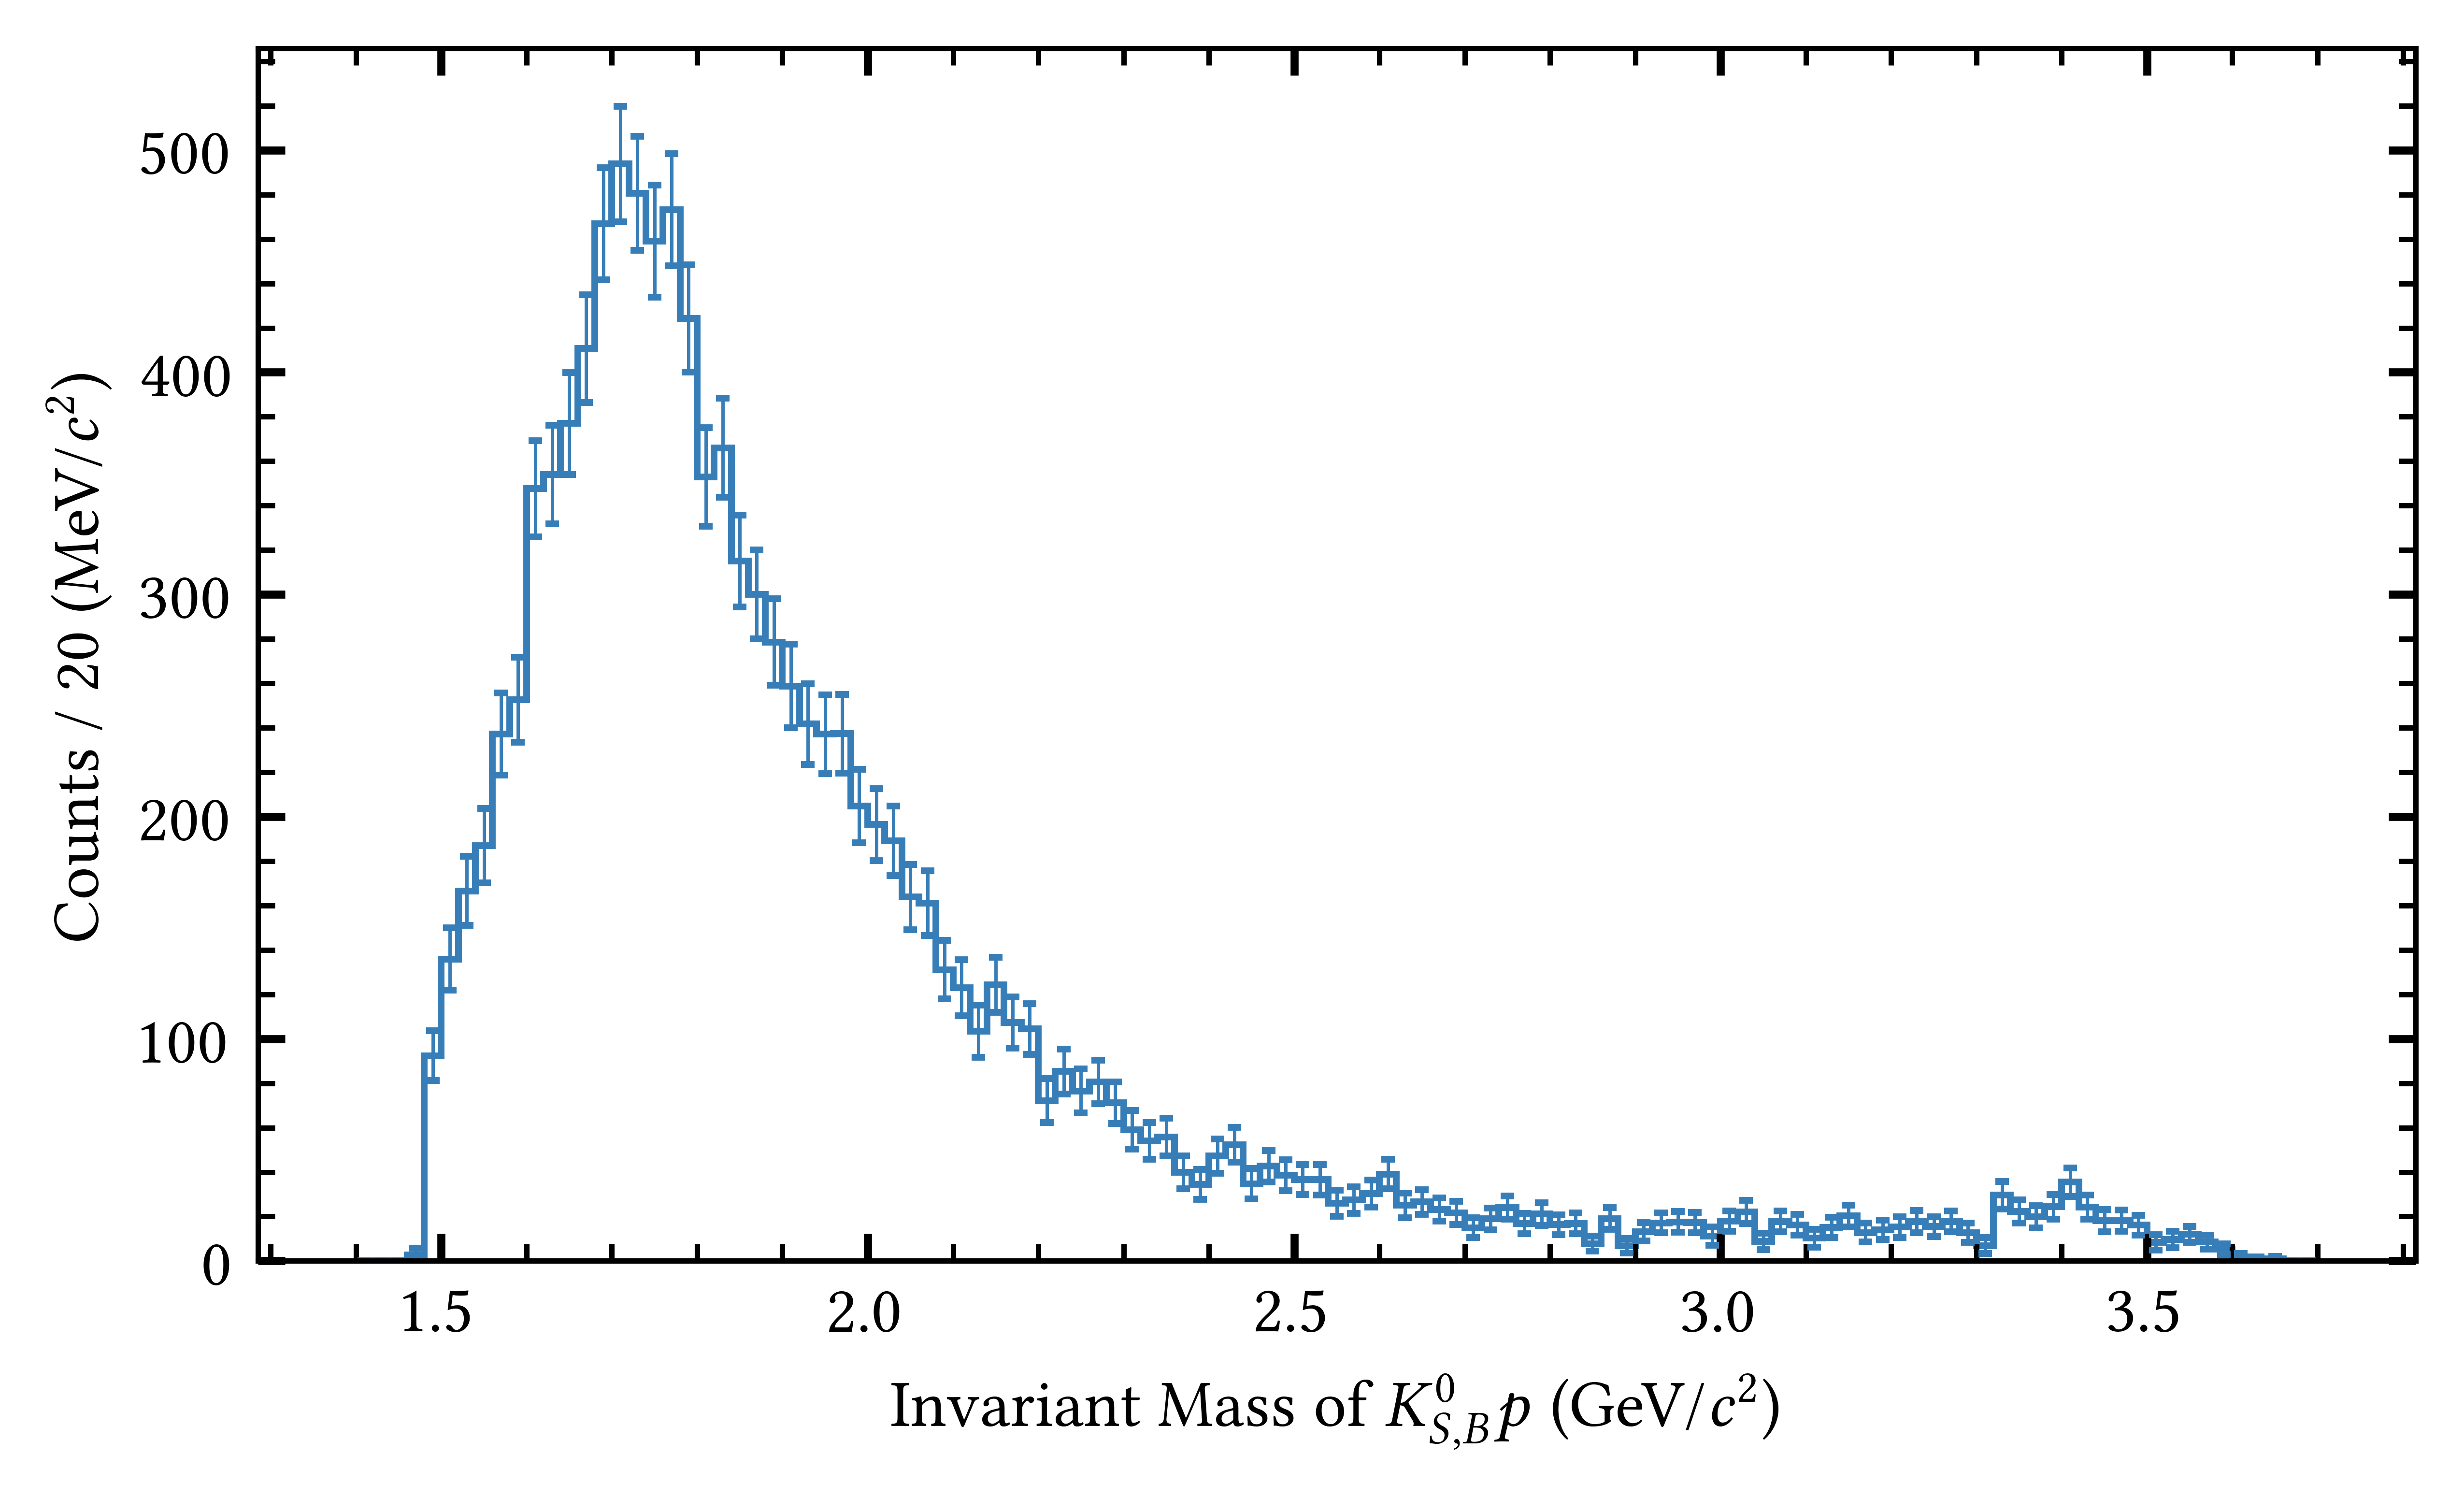 Counts / 20 (MeV/c²)
500
400
300
200
100
0
1.5 2.0 2.5 3.0 3.5
Invariant Mass of K⁰_{S,B}p (GeV/c²)